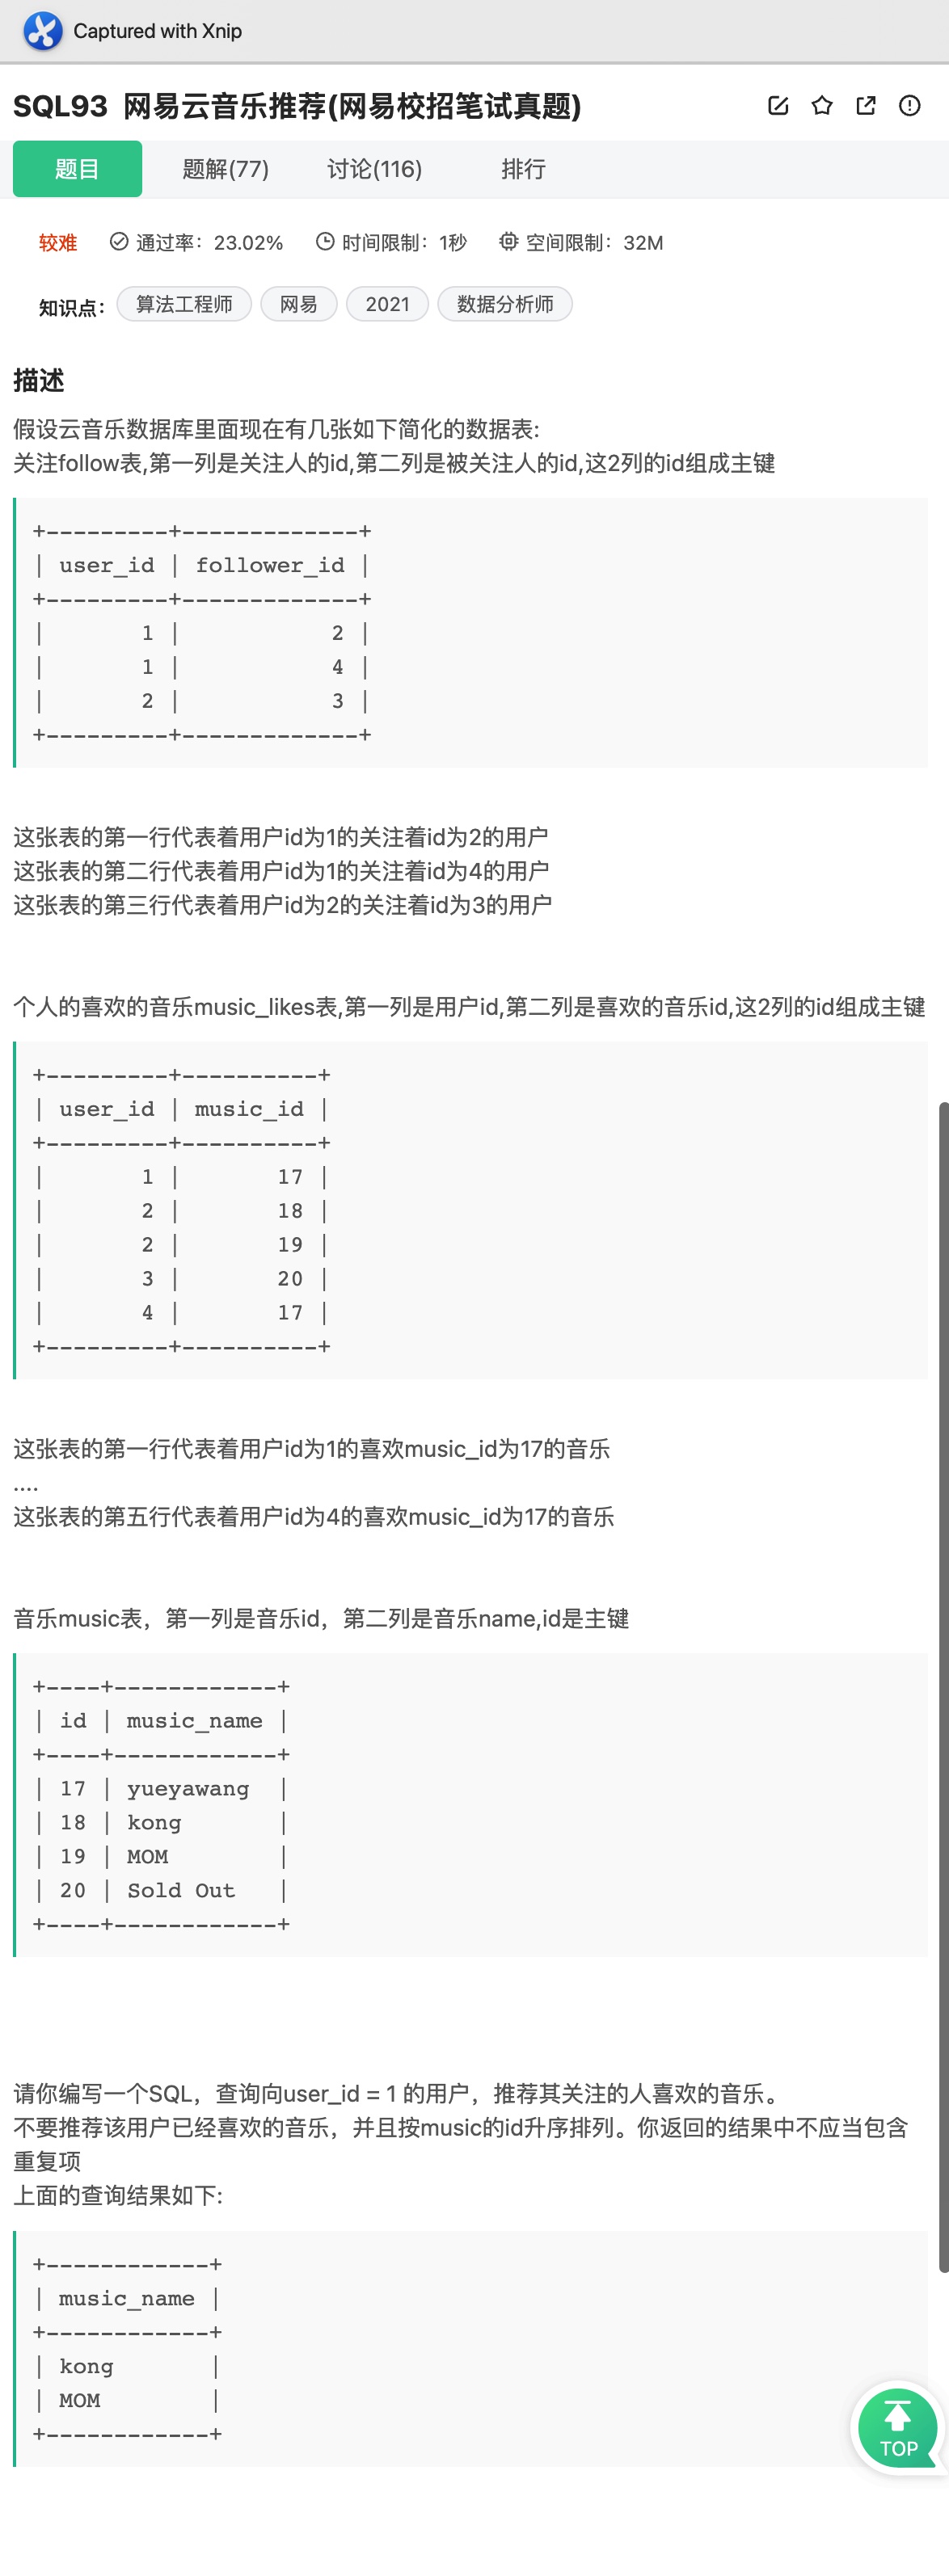 Captured with Xnip
SQL93 网易云音乐推荐(网易校招笔试真题)
题目 题解(77) 讨论(116) 排行
较难 通过率：23.02% 时间限制：1秒 空间限制：32M
知识点： 算法工程师 网易 2021 数据分析师
描述
假设云音乐数据库里面现在有几张如下简化的数据表:
关注follow表,第一列是关注人的id,第二列是被关注人的id,这2列的id组成主键
+---------+-------------+
| user_id | follower_id |
+---------+-------------+
|       1 |           2 |
|       1 |           4 |
|       2 |           3 |
+---------+-------------+
这张表的第一行代表着用户id为1的关注着id为2的用户
这张表的第二行代表着用户id为1的关注着id为4的用户
这张表的第三行代表着用户id为2的关注着id为3的用户
个人的喜欢的音乐music_likes表,第一列是用户id,第二列是喜欢的音乐id,这2列的id组成主键
+---------+----------+
| user_id | music_id |
+---------+----------+
|       1 |       17 |
|       2 |       18 |
|       2 |       19 |
|       3 |       20 |
|       4 |       17 |
+---------+----------+
这张表的第一行代表着用户id为1的喜欢music_id为17的音乐
....
这张表的第五行代表着用户id为4的喜欢music_id为17的音乐
音乐music表，第一列是音乐id，第二列是音乐name,id是主键
+----+------------+
| id | music_name |
+----+------------+
| 17 | yueyawang  |
| 18 | kong       |
| 19 | MOM        |
| 20 | Sold Out   |
+----+------------+
请你编写一个SQL，查询向user_id = 1 的用户，推荐其关注的人喜欢的音乐。
不要推荐该用户已经喜欢的音乐，并且按music的id升序排列。你返回的结果中不应当包含
重复项
上面的查询结果如下:
+------------+
| music_name |
+------------+
| kong       |
| MOM        |
+------------+
TOP